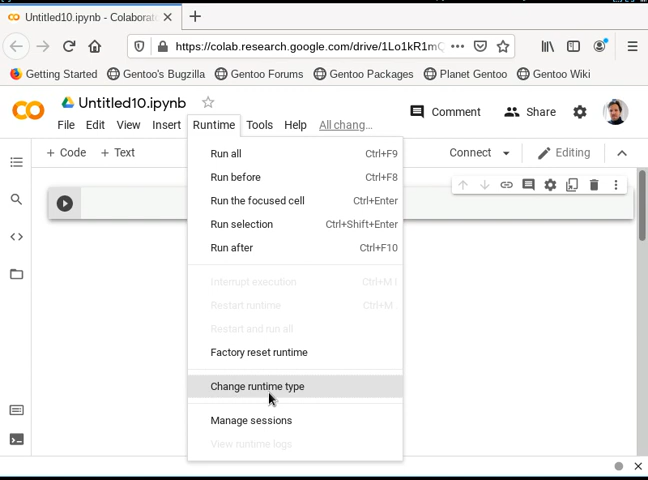 Untitled10.ipynb - Colaborat
https://colab.research.google.com/drive/1Lo1kR1m
Getting Started Gentoo's Bugzilla Gentoo Forums Gentoo Packages Planet Gentoo Gentoo Wiki
Untitled10.ipynb
Comment Share
File Edit View Insert Runtime Tools Help All chang...
+ Code + Text Connect Editing
Run all Ctrl+F9
Run before Ctrl+F8
Run the focused cell Ctrl+Enter
Run selection Ctrl+Shift+Enter
Run after Ctrl+F10
Interrupt execution Ctrl+M I
Restart runtime Ctrl+M .
Restart and run all
Factory reset runtime
Change runtime type
Manage sessions
View runtime logs